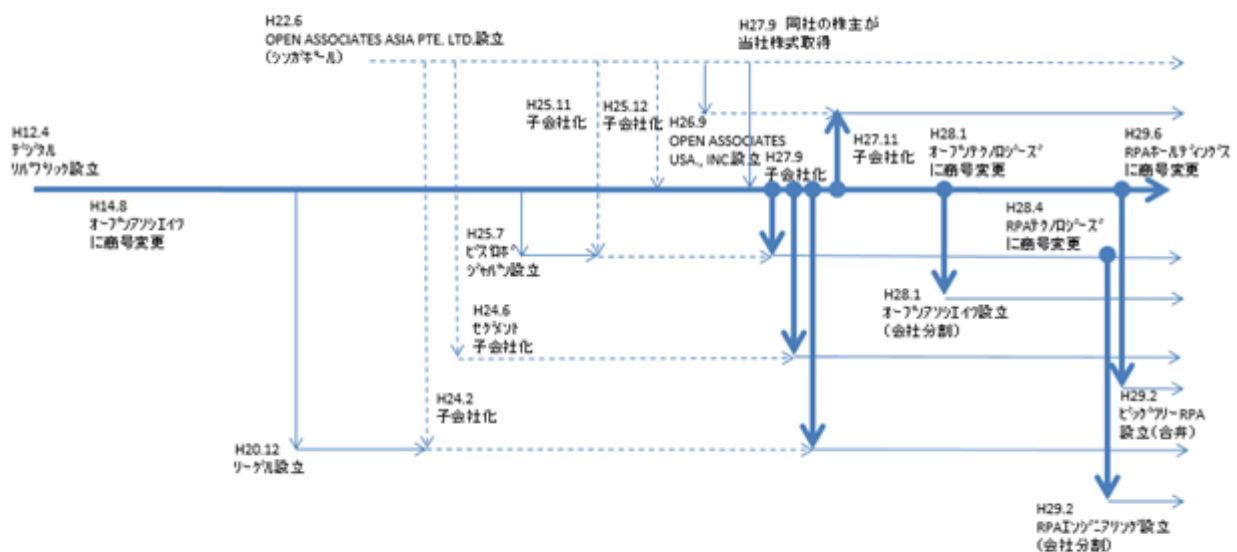 H22.6
OPEN ASSOCIATES ASIA PTE. LTD.設立
(シンガポール)
H27.9 同社の株主が
当社株式取得
H25.11
子会社化
H25.12
子会社化
H26.9
OPEN ASSOCIATES
USA., INC設立
H27.9
子会社化
H27.11
子会社化
H28.1
オープンテクノロジーズ
に商号変更
H29.6
RPAホールディングス
に商号変更
H12.4
デジタル
リパブリック設立
H14.8
オープンアソシエイツ
に商号変更
H25.7
ビズロボ
ジャパン設立
H28.4
RPAテクノロジーズ
に商号変更
H24.6
セグメント
子会社化
H28.1
オープンアソシエイツ設立
(会社分割)
H24.2
子会社化
H29.2
ビックツリーRPA
設立(合弁)
H20.12
リーグル設立
H29.2
RPAエンジニアリング設立
(会社分割)